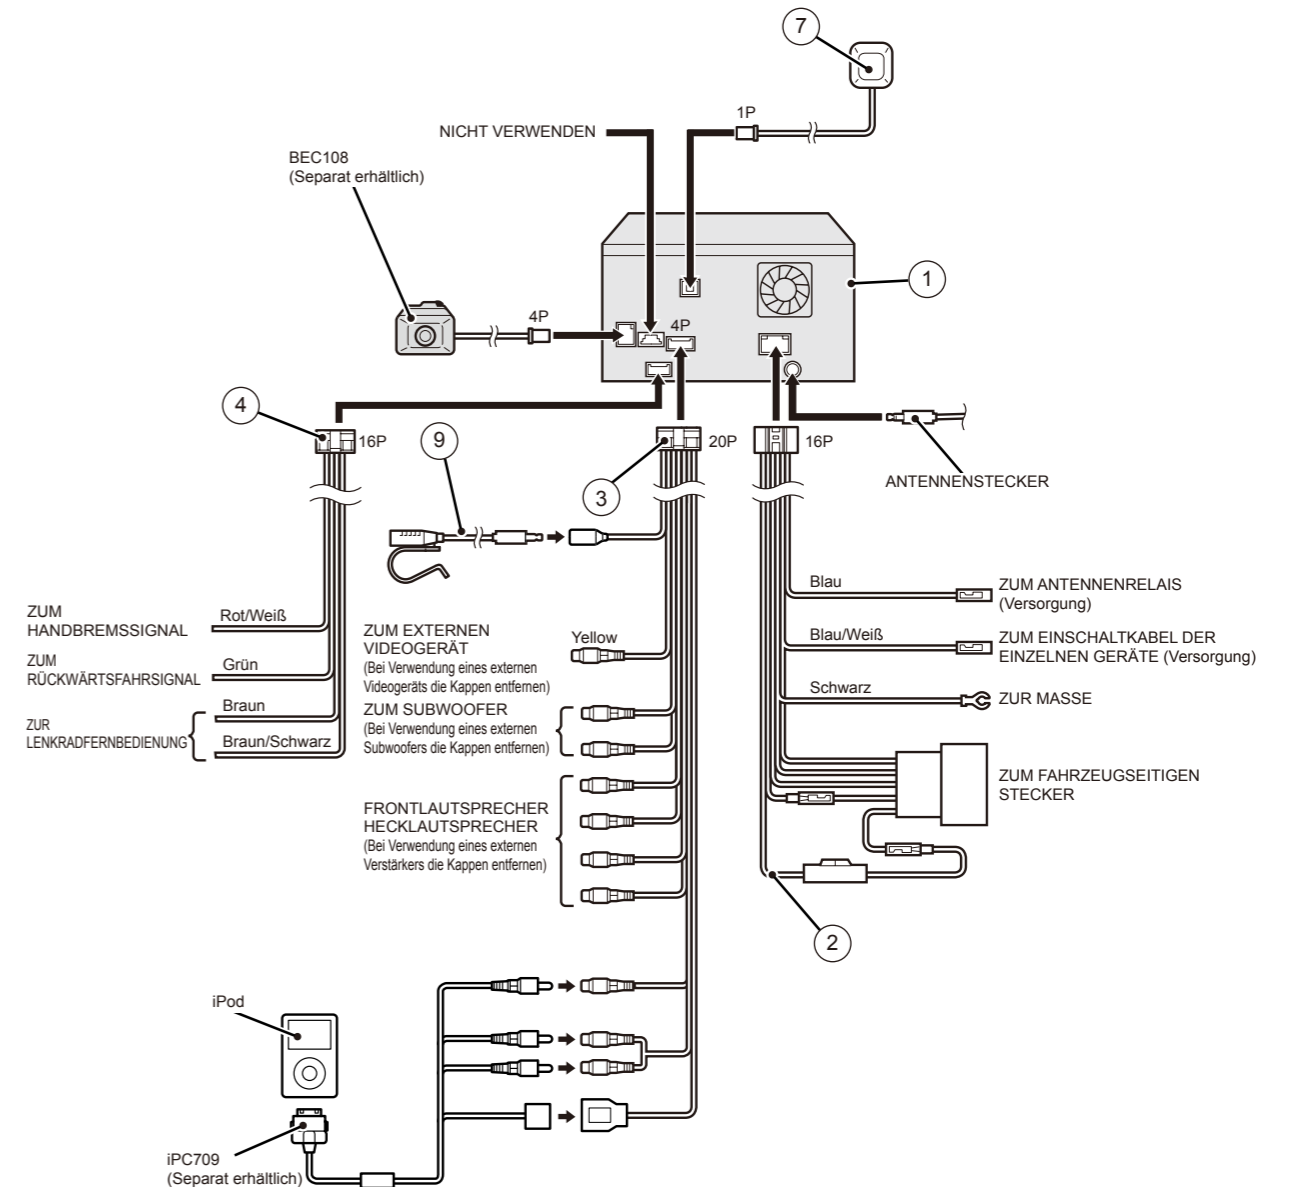 7
1P
NICHT VERWENDEN
BEC108
(Separat erhältlich)
1
4P
4P
4
16P
9
3
20P
16P
ANTENNENSTECKER
ZUM
HANDBREMSSIGNAL
Rot/Weiß
ZUM
RÜCKWÄRTSFAHRSIGNAL
Grün
ZUR
LENKRADFERNBEDIENUNG
Braun
Braun/Schwarz
ZUM EXTERNEN
VIDEOGERÄT
(Bei Verwendung eines externen
Videogeräts die Kappen entfernen)
Yellow
ZUM SUBWOOFER
(Bei Verwendung eines externen
Subwoofers die Kappen entfernen)
FRONTLAUTSPRECHER
HECKLAUTSPRECHER
(Bei Verwendung eines externen
Verstärkers die Kappen entfernen)
Blau
ZUM ANTENNENRELAIS
(Versorgung)
Blau/Weiß
ZUM EINSCHALTKABEL DER
EINZELNEN GERÄTE (Versorgung)
Schwarz
ZUR MASSE
ZUM FAHRZEUGSEITIGEN
STECKER
2
iPod
iPC709
(Separat erhältlich)